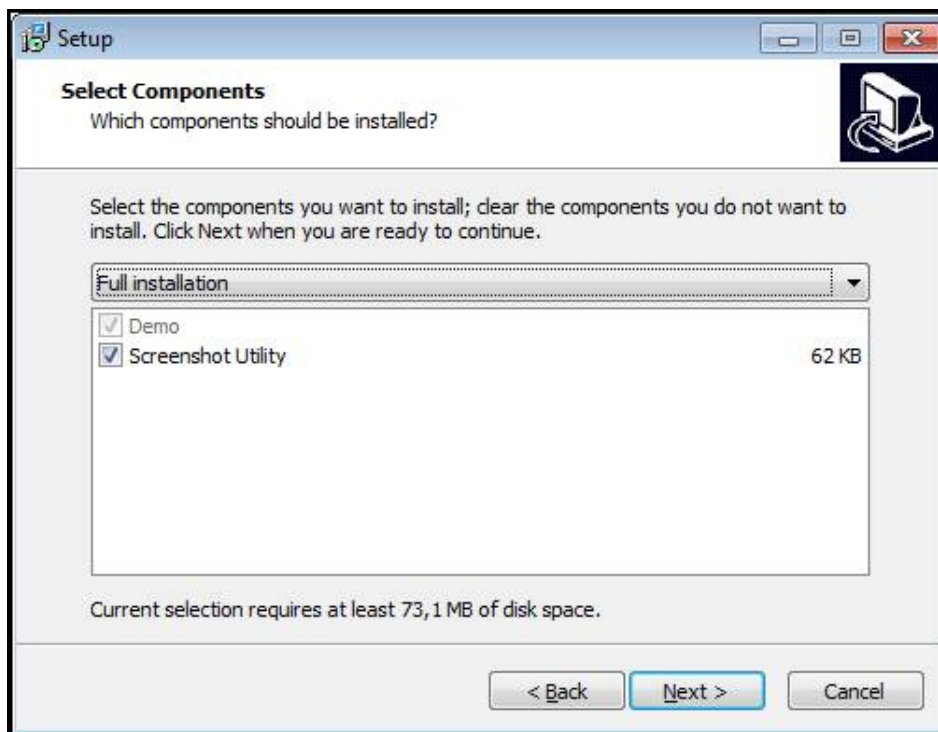 Setup
Select Components
Which components should be installed?
Select the components you want to install; clear the components you do not want to
install. Click Next when you are ready to continue.
Full installation
Demo
Screenshot Utility 62 KB
Current selection requires at least 73,1 MB of disk space.
< Back Next > Cancel